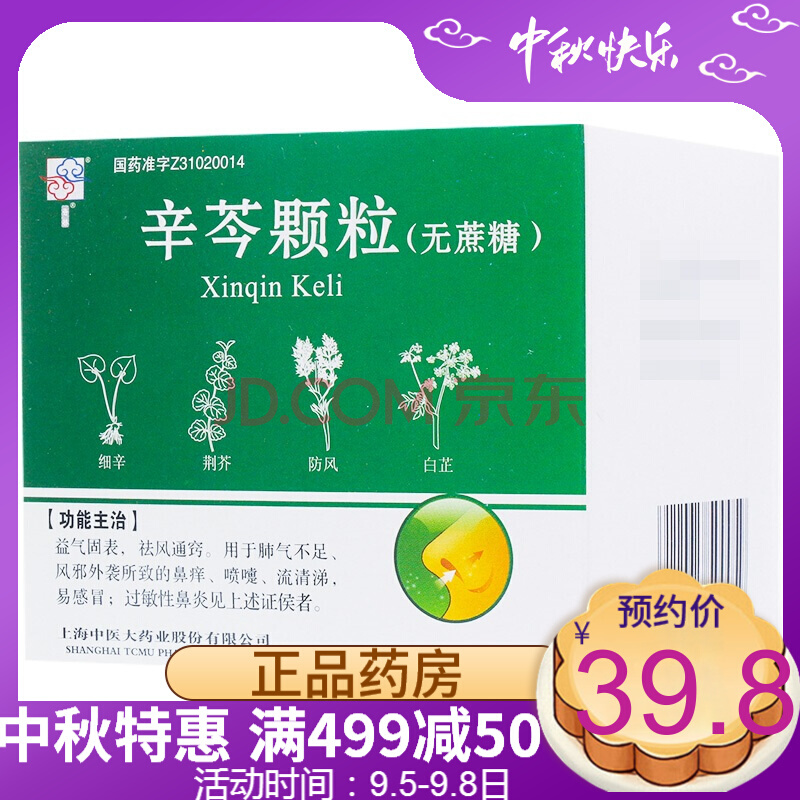 中秋快乐
国药准字Z31020014
辛芩颗粒(无蔗糖)
Xinqin Keli
JD.COM 京东
细辛 荆芥 防风 白芷
【功能主治】
益气固表，祛风通窍。用于肺气不足、
风邪外袭所致的鼻痒、喷嚏、流清涕，
易感冒；过敏性鼻炎见上述证侯者。
上海中医大药业股份有限公司
SHANGHAI TCMU PH
预约价
¥39.8
正品药房
中秋特惠 满499减50
活动时间：9.5-9.8日